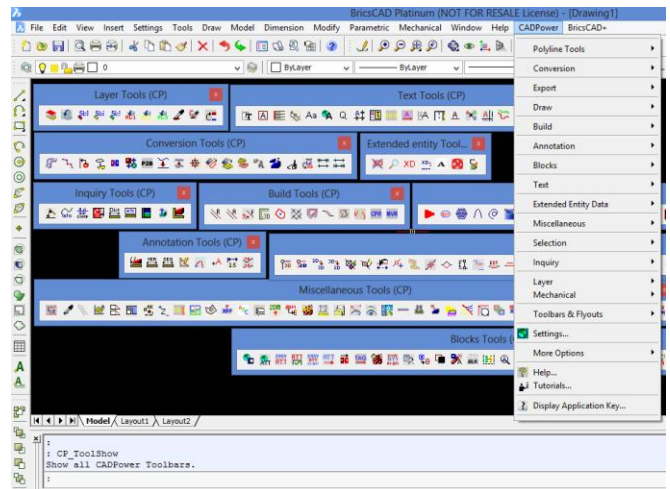 BricsCAD Platinum (NOT FOR RESALE License) - [Drawing1]
File Edit View Insert Settings Tools Draw Model Dimension Modify Parametric Mechanical Window Help CADPower BricsCAD+
0 ByLayer ByLayer
Layer Tools (CP)
Text Tools (CP)
Conversion Tools (CP)
Extended entity Tool...
Inquiry Tools (CP)
Build Tools (CP)
Annotation Tools (CP)
Miscellaneous Tools (CP)
Blocks Tools
Polyline Tools
Conversion
Export
Draw
Build
Annotation
Blocks
Text
Extended Entity Data
Miscellaneous
Selection
Inquiry
Layer
Mechanical
Toolbars & Flyouts
Settings...
More Options
Help...
Tutorials...
Display Application Key...
Model Layout1 Layout2
:
: CP_ToolShow
Show all CADPower Toolbars.
: